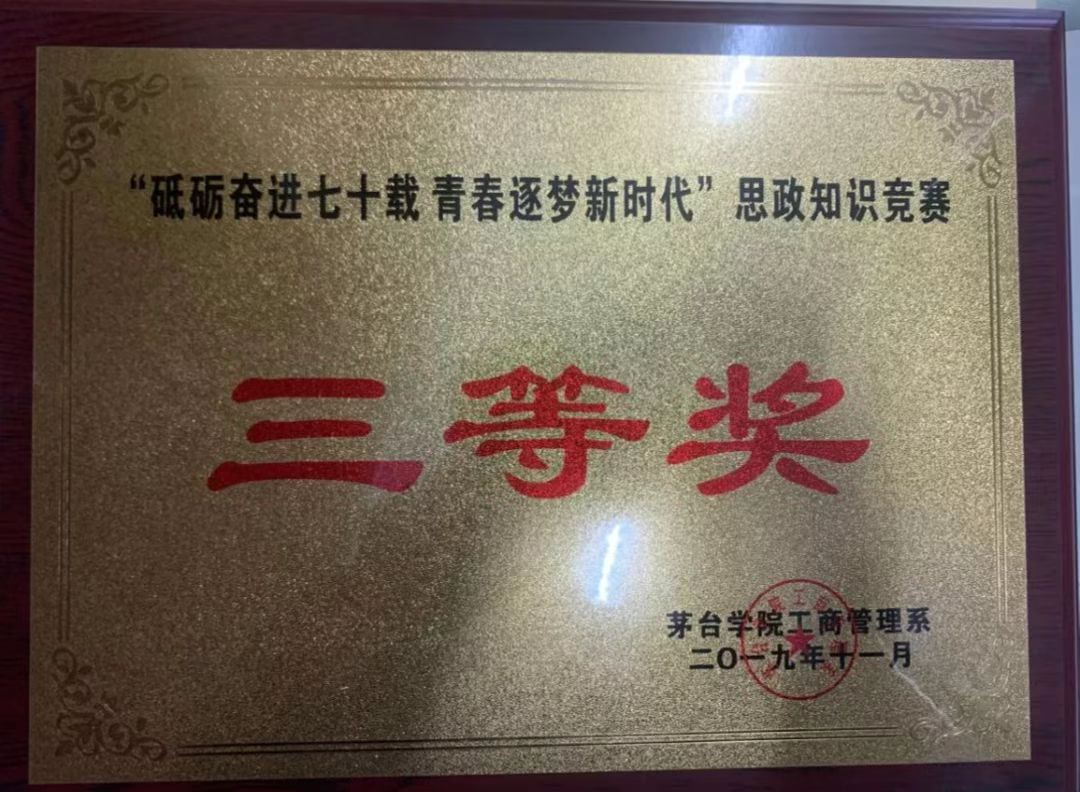 “砥砺奋进七十载 青春逐梦新时代”思政知识竞赛
三等奖
茅台学院工商管理系
二〇一九年十一月